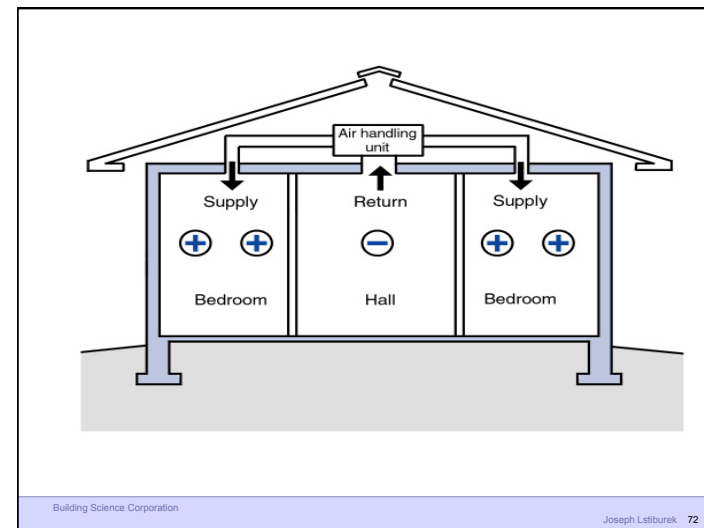 Air handling
unit
Supply
Return
Supply
+ + − + +
Bedroom
Hall
Bedroom
Building Science Corporation
Joseph Lstiburek 72